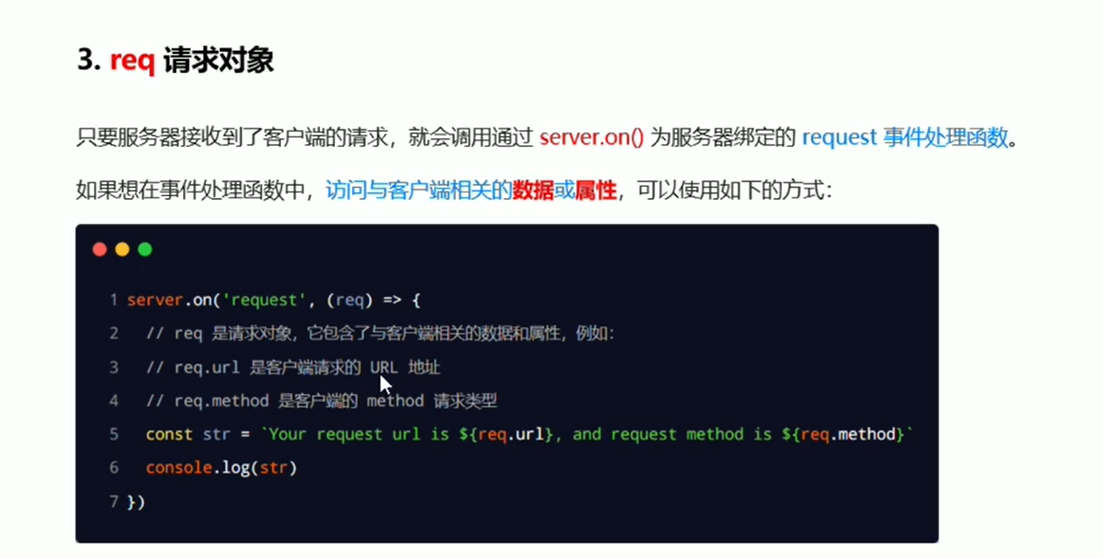 3. req 请求对象
只要服务器接收到了客户端的请求，就会调用通过 server.on() 为服务器绑定的 request 事件处理函数。
如果想在事件处理函数中，访问与客户端相关的数据或属性，可以使用如下的方式：
1 server.on('request', (req) => {
2 // req 是请求对象，它包含了与客户端相关的数据和属性，例如：
3 // req.url 是客户端请求的 URL 地址
4 // req.method 是客户端的 method 请求类型
5 const str = `Your request url is ${req.url}, and request method is ${req.method}`
6 console.log(str)
7 })